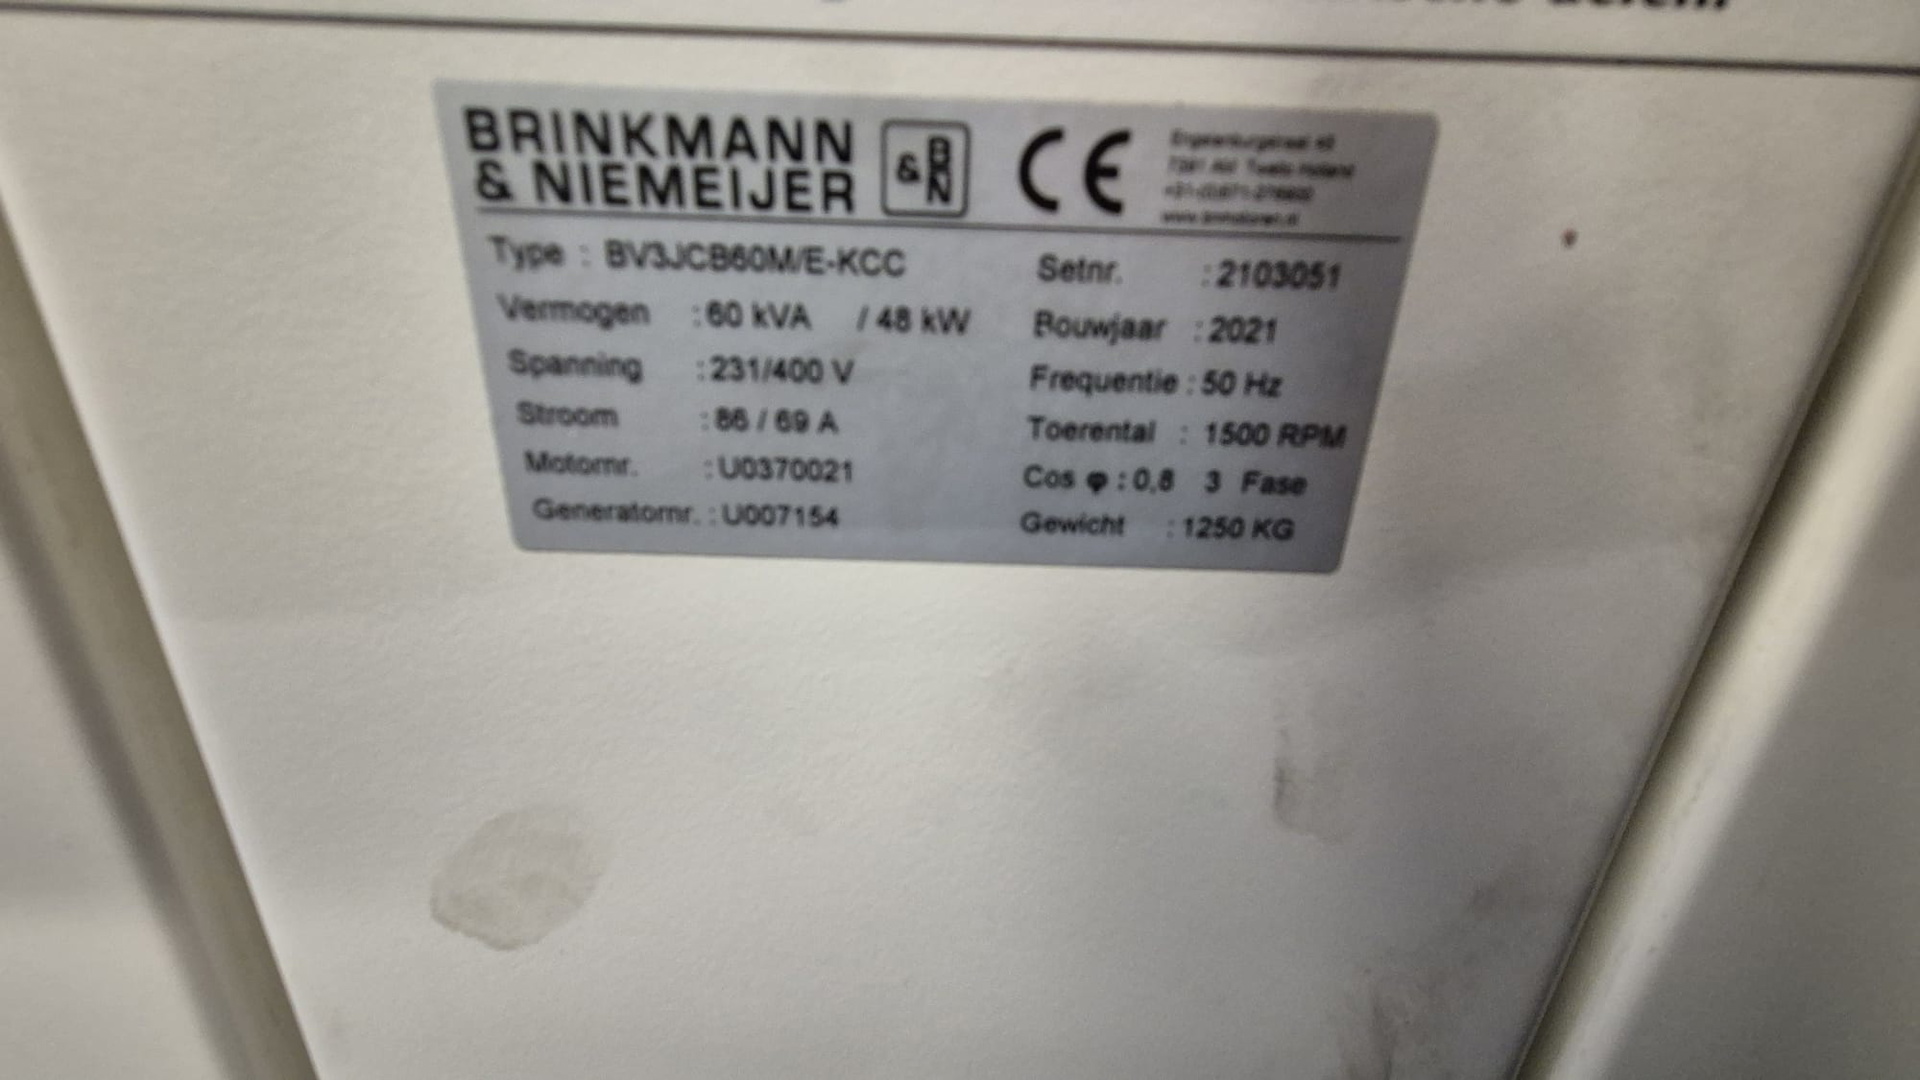 BRINKMANN
& NIEMEIJER
& BRN
CE
Type : BV3JCB60M/E-KCC
Vermogen : 60 kVA / 48 kW
Spanning : 231/400 V
Stroom : 86 / 69 A
Motornr. : U0370021
Generatornr. : U007154
Setnr. : 2103051
Bouwjaar : 2021
Frequentie : 50 Hz
Toerental : 1500 RPM
Cos φ : 0,8 3 Fase
Gewicht : 1250 KG